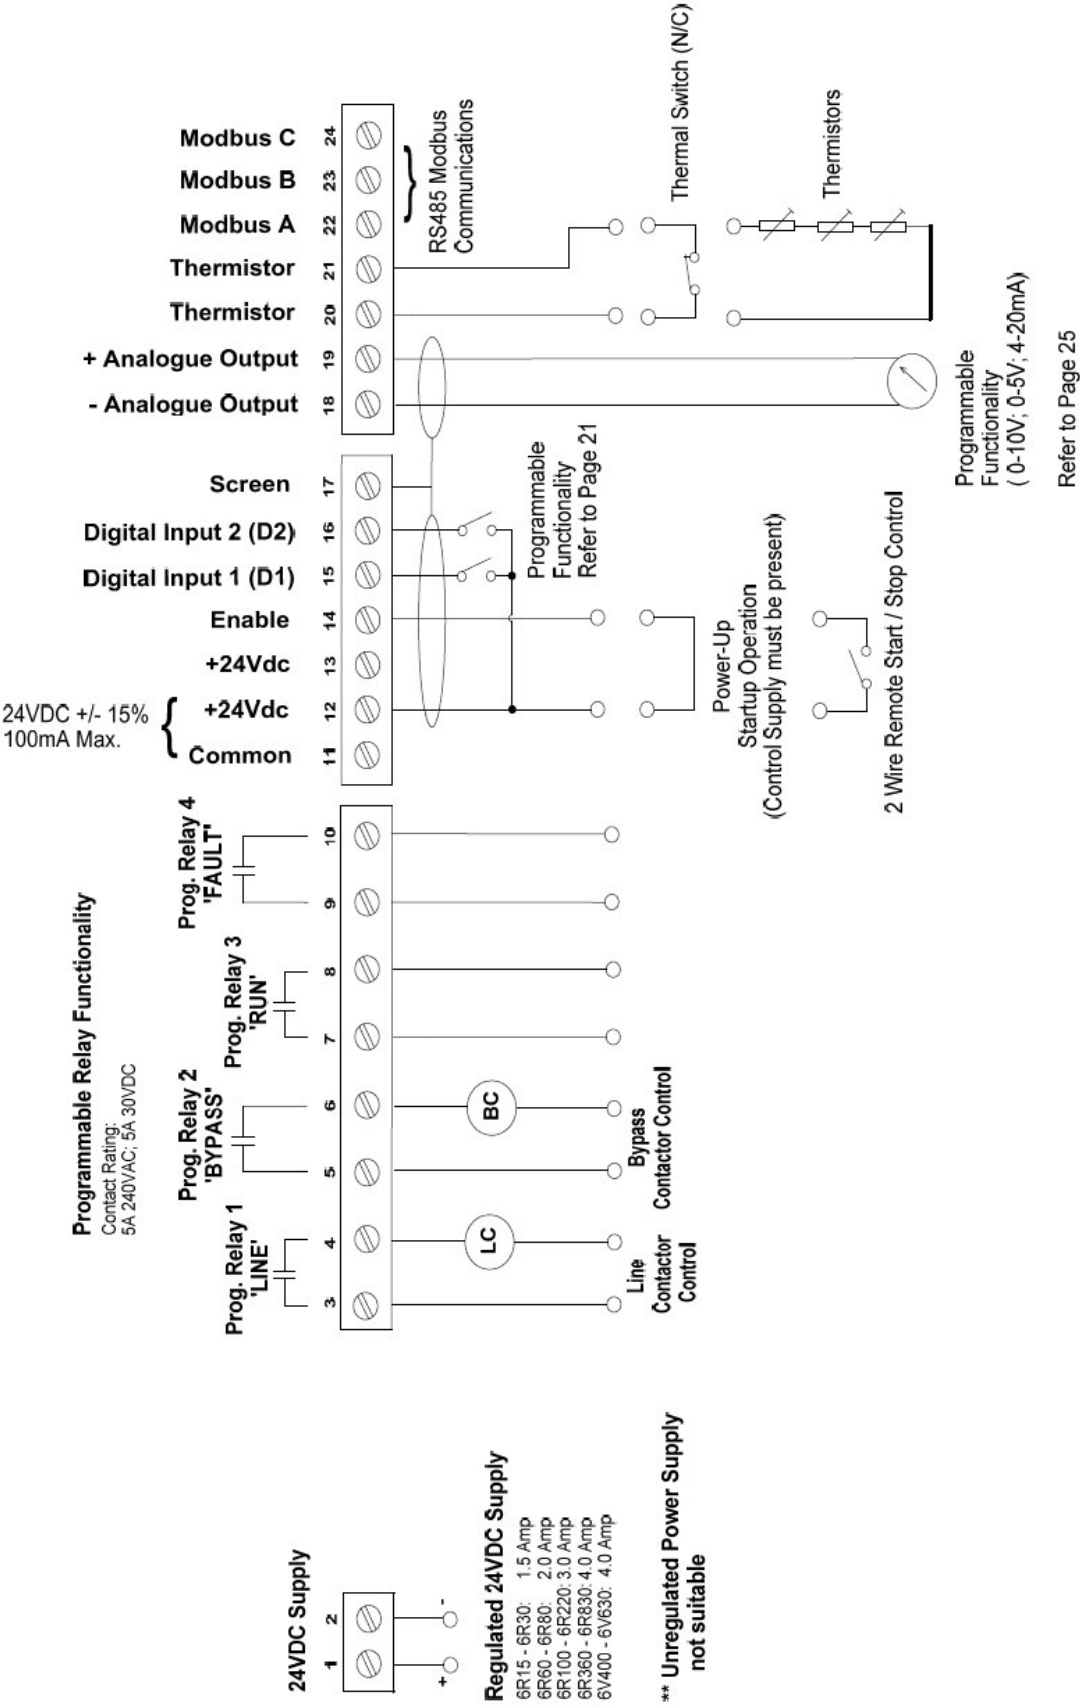 Modbus C
24
Modbus B
23
Modbus A
22
Thermistor
21
Thermistor
20
+ Analogue Output
19
- Analogue Output
18
RS485 Modbus
Communications
Thermal Switch (N/C)
Thermistors
Programmable
Functionality
( 0-10V; 0-5V; 4-20mA)
Refer to Page 25
Screen
17
Digital Input 2 (D2)
16
Digital Input 1 (D1)
15
Enable
14
+24Vdc
13
+24Vdc
12
Common
11
24VDC +/- 15%
100mA Max.
Programmable
Functionality
Refer to Page 21
Power-Up
Startup Operation
(Control Supply must be present)
2 Wire Remote Start / Stop Control
Programmable Relay Functionality
Contact Rating:
5A 240VAC; 5A 30VDC
Prog. Relay 4
'FAULT'
10
9
Prog. Relay 3
'RUN'
8
7
Prog. Relay 2
'BYPASS'
6
5
BC
Bypass
Contactor Control
Prog. Relay 1
'LINE'
4
3
LC
Line
Contactor
Control
24VDC Supply
2
1
-
+
Regulated 24VDC Supply
6R15 - 6R30: 1.5 Amp
6R60 - 6R80: 2.0 Amp
6R100 - 6R220: 3.0 Amp
6R360 - 6R830: 4.0 Amp
6V400 - 6V630: 4.0 Amp
** Unregulated Power Supply
not suitable